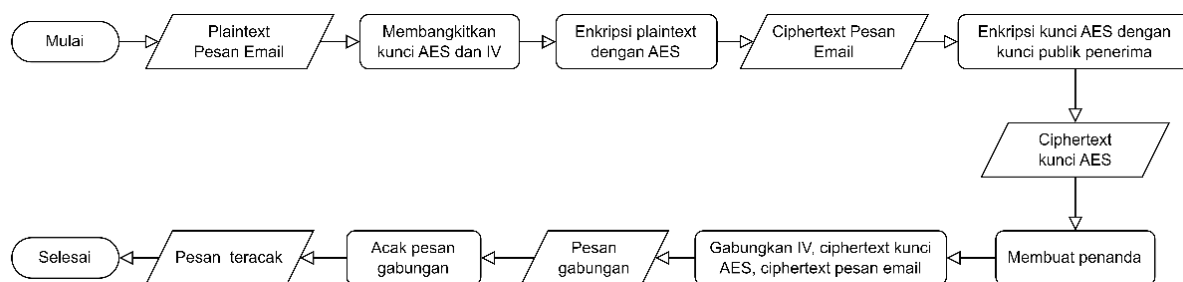 Mulai
Plaintext
Pesan Email
Membangkitkan
kunci AES dan IV
Enkripsi plaintext
dengan AES
Ciphertext Pesan
Email
Enkripsi kunci AES dengan
kunci publik penerima
Ciphertext
kunci AES
Membuat penanda
Gabungkan IV, ciphertext kunci
AES, ciphertext pesan email
Pesan
gabungan
Acak pesan
gabungan
Pesan teracak
Selesai